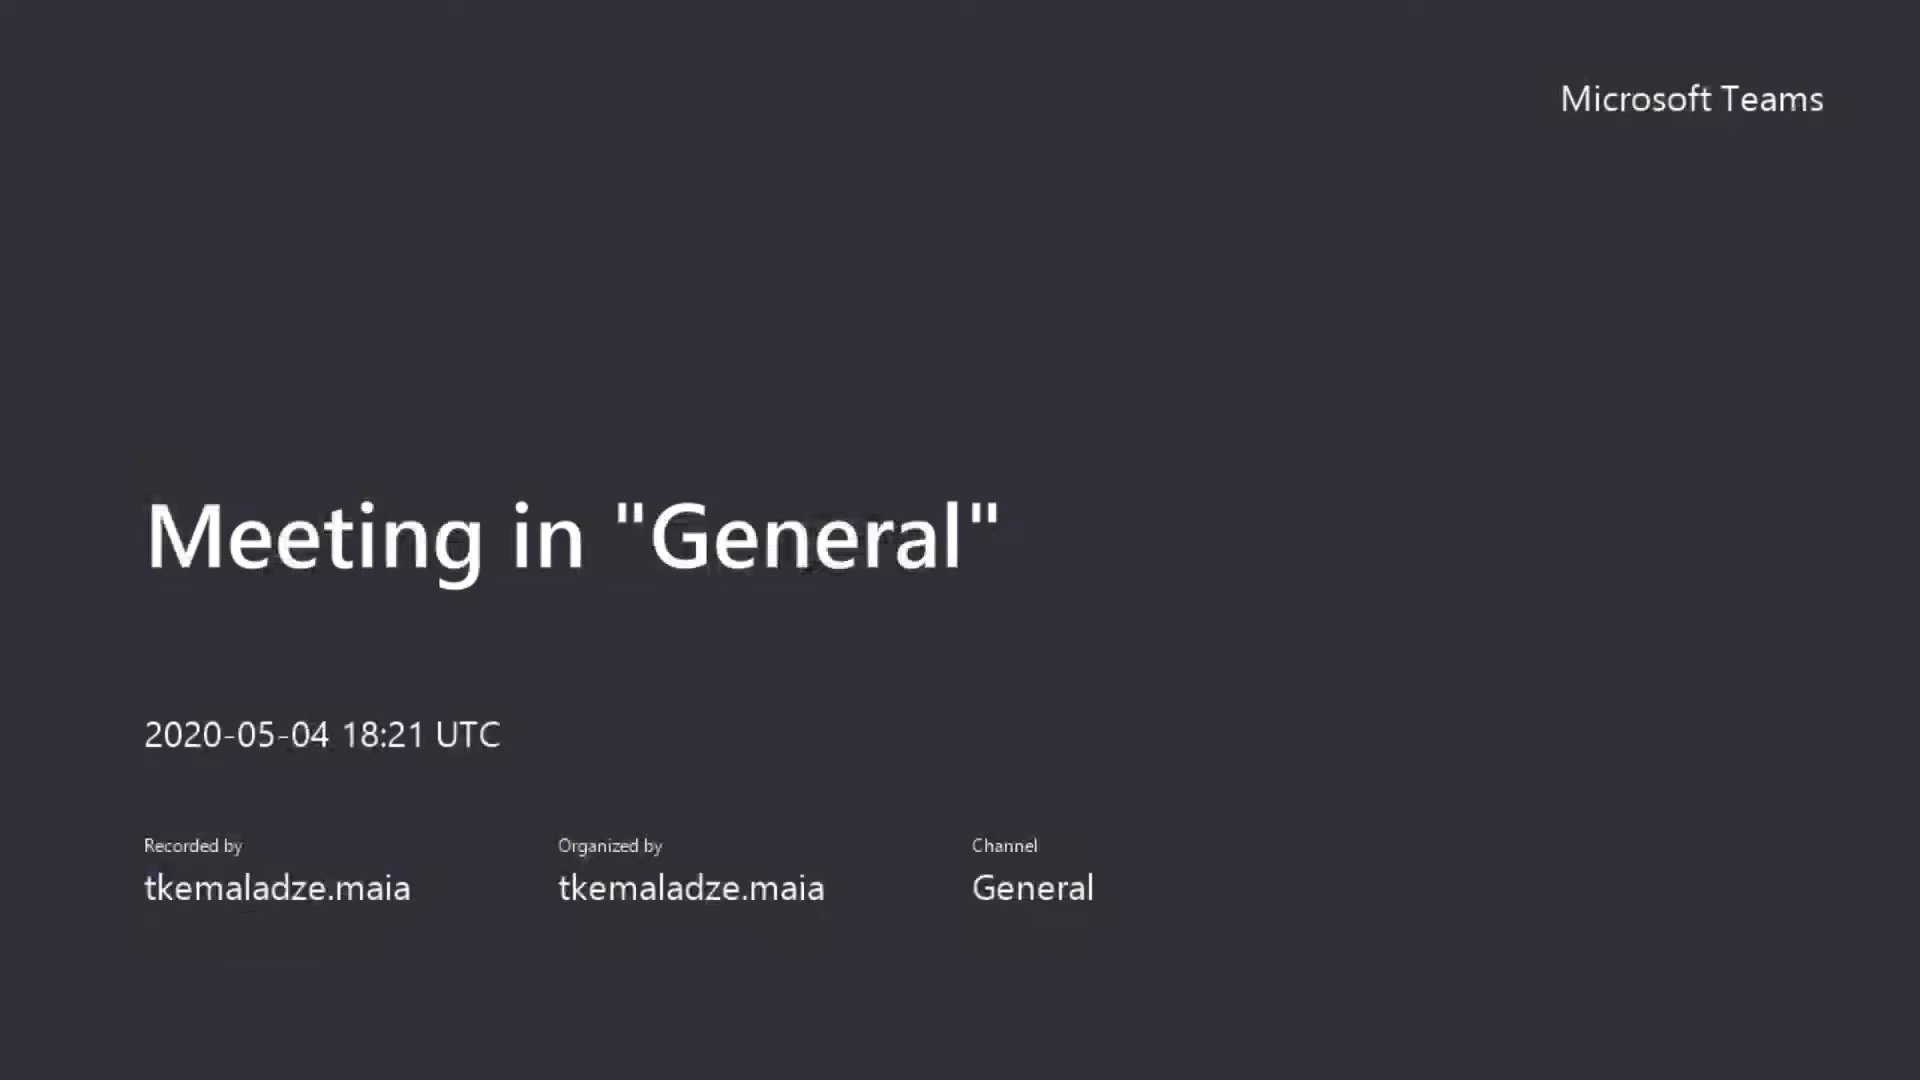 Microsoft Teams
Meeting in "General"
2020-05-04 18:21 UTC
Recorded by
tkemaladze.maia
Organized by
tkemaladze.maia
Channel
General